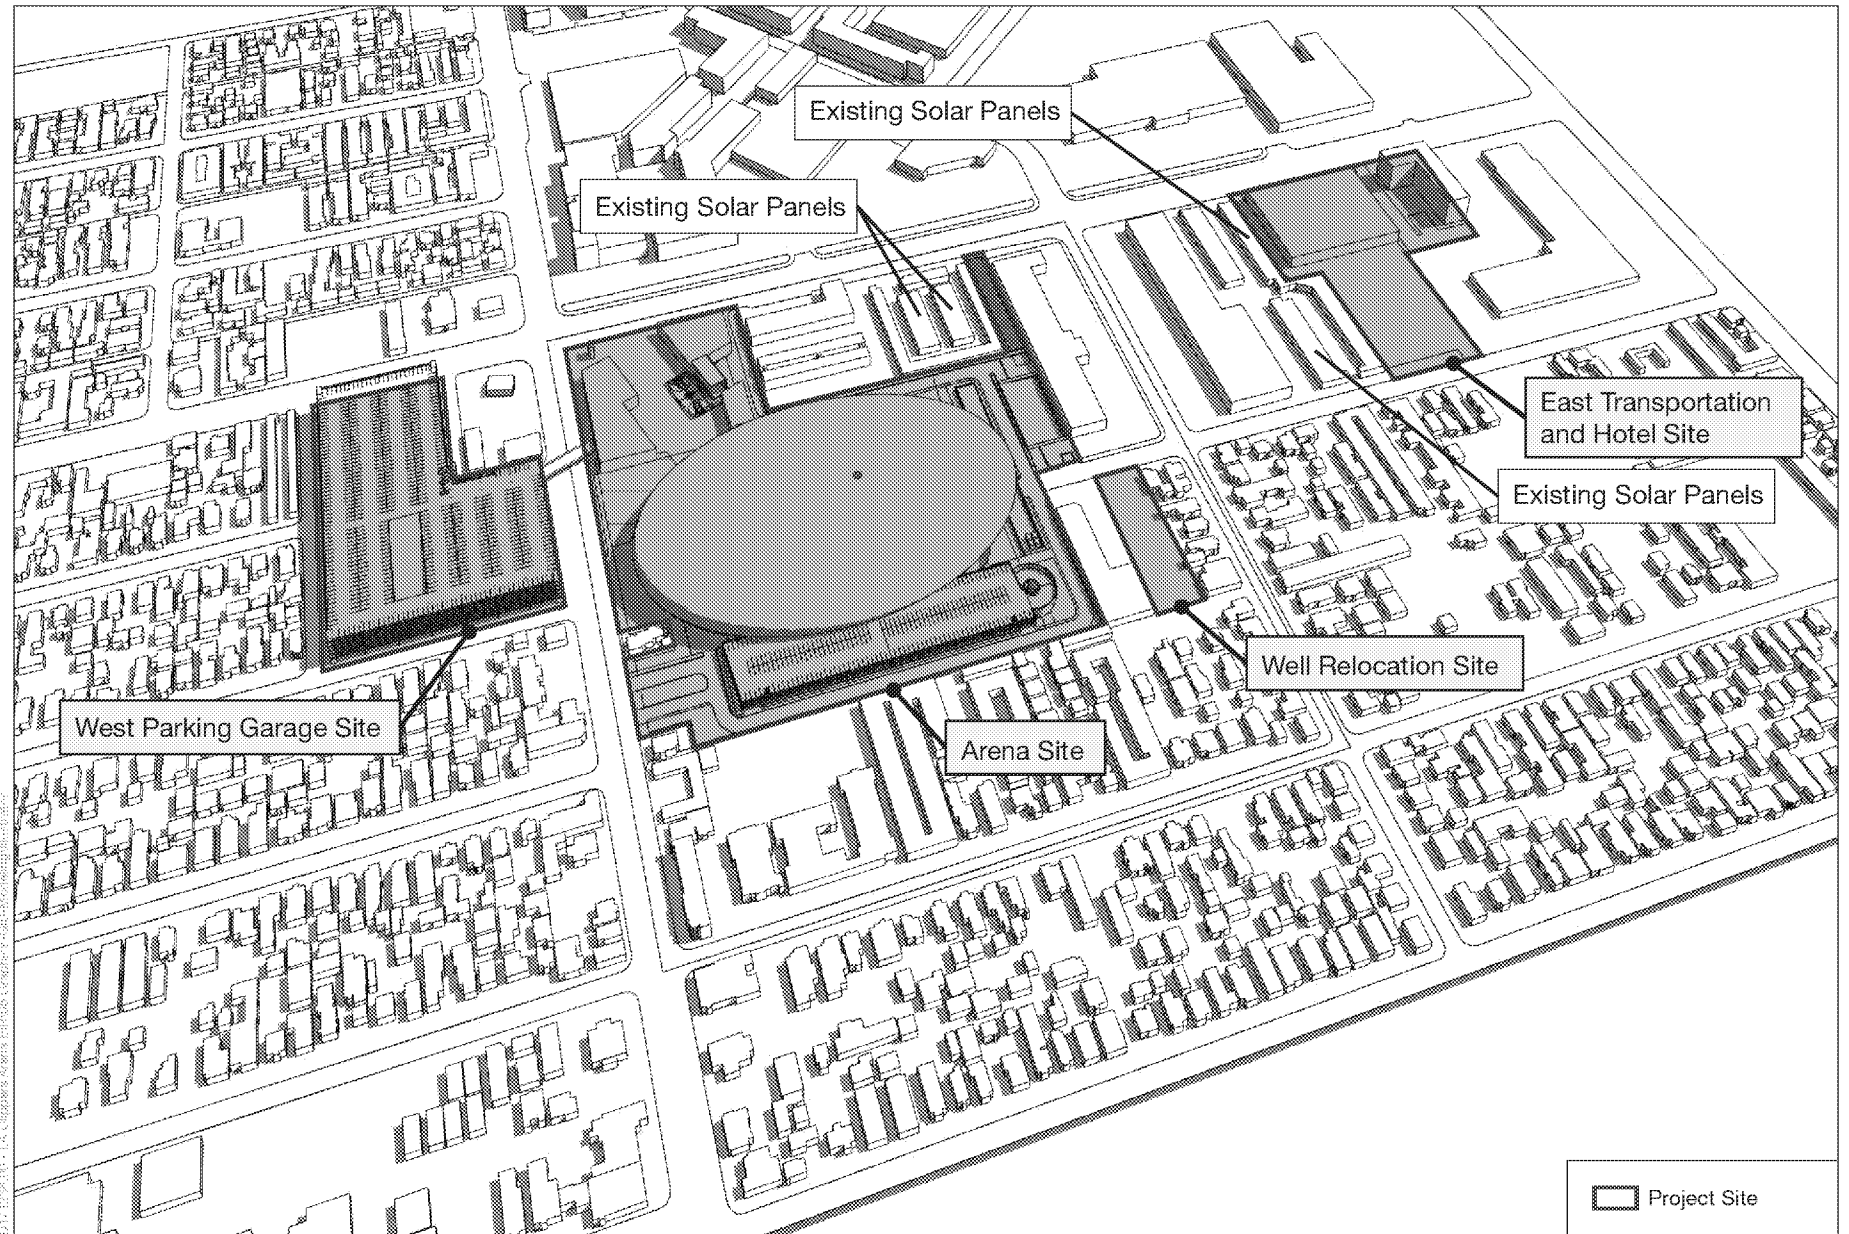 Existing Solar Panels
Existing Solar Panels
East Transportation
and Hotel Site
Existing Solar Panels
Well Relocation Site
West Parking Garage Site
Arena Site
Project Site